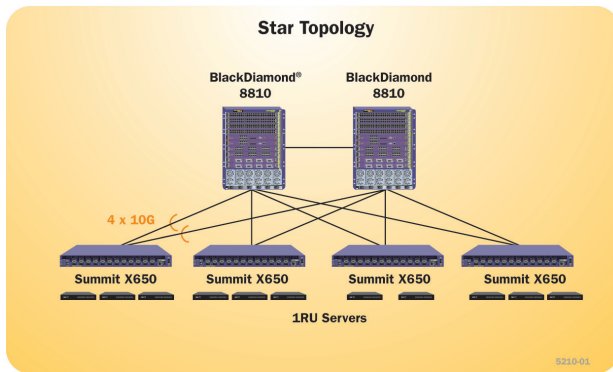 Star Topology
BlackDiamond® BlackDiamond
8810 8810
4 x 10G
Summit X650 Summit X650 Summit X650 Summit X650
1RU Servers
5210-01